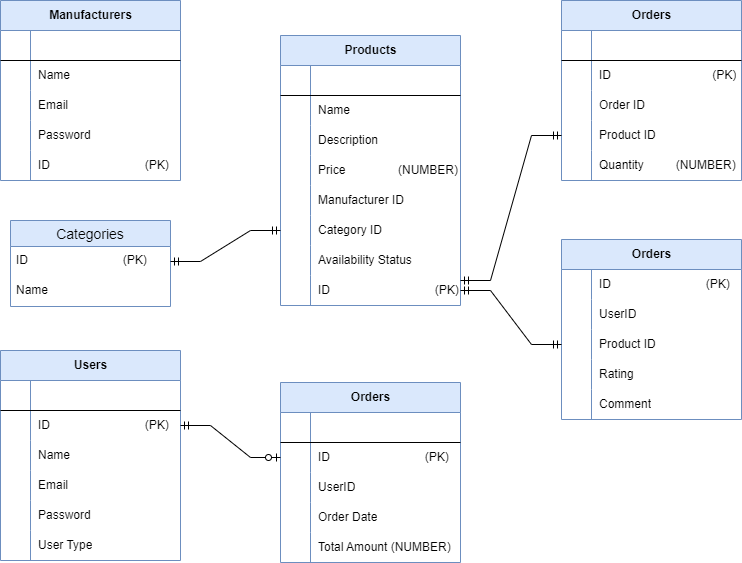 Manufacturers
Name
Email
Password
ID (PK)
Products
Name
Description
Price (NUMBER)
Manufacturer ID
Category ID
Availability Status
ID (PK)
Orders
ID (PK)
Order ID
Product ID
Quantity (NUMBER)
Categories
ID (PK)
Name
Orders
ID (PK)
UserID
Product ID
Rating
Comment
Users
ID (PK)
Name
Email
Password
User Type
Orders
ID (PK)
UserID
Order Date
Total Amount (NUMBER)